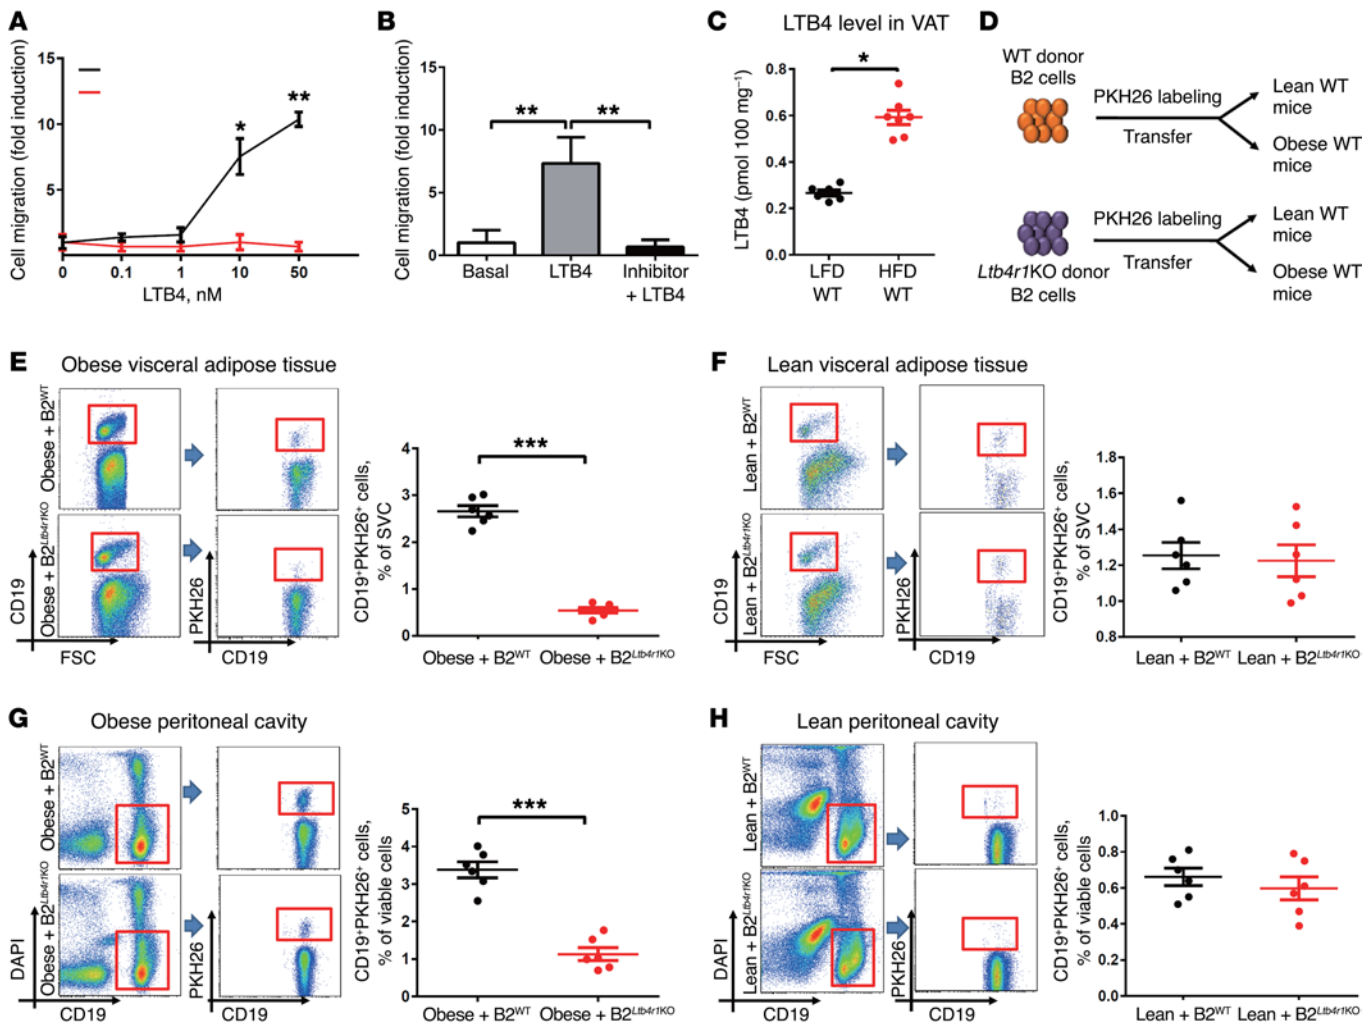 A
Cell migration (fold induction)
15
10
5
0
0.1
1
10
50
*
**
LTB4, nM
B
Cell migration (fold induction)
15
10
5
0
**
**
Basal
LTB4
Inhibitor
+ LTB4
C
LTB4 level in VAT
LTB4 (pmol 100 mg⁻¹)
0.8
0.6
0.4
0.2
0.0
*
LFD
WT
HFD
WT
D
WT donor
B2 cells
PKH26 labeling
Transfer
Lean WT
mice
Obese WT
mice
Ltb4r1KO donor
B2 cells
PKH26 labeling
Transfer
Lean WT
mice
Obese WT
mice
E
Obese visceral adipose tissue
Obese + B2ᵂᵀ
Obese + B2ᴸᵗᵇ⁴ʳ¹ᴷᴼ
CD19
FSC
PKH26
CD19
CD19⁺PKH26⁺ cells,
% of SVC
4
3
2
1
0
***
Obese + B2ᵂᵀ
Obese + B2ᴸᵗᵇ⁴ʳ¹ᴷᴼ
F
Lean visceral adipose tissue
Lean + B2ᵂᵀ
Lean + B2ᴸᵗᵇ⁴ʳ¹ᴷᴼ
CD19
FSC
PKH26
CD19
CD19⁺PKH26⁺ cells,
% of SVC
1.8
1.6
1.4
1.2
1.0
0.8
Lean + B2ᵂᵀ
Lean + B2ᴸᵗᵇ⁴ʳ¹ᴷᴼ
G
Obese peritoneal cavity
Obese + B2ᵂᵀ
Obese + B2ᴸᵗᵇ⁴ʳ¹ᴷᴼ
DAPI
CD19
PKH26
CD19
CD19⁺PKH26⁺ cells,
% of viable cells
5
4
3
2
1
0
***
Obese + B2ᵂᵀ
Obese + B2ᴸᵗᵇ⁴ʳ¹ᴷᴼ
H
Lean peritoneal cavity
Lean + B2ᵂᵀ
Lean + B2ᴸᵗᵇ⁴ʳ¹ᴷᴼ
DAPI
CD19
PKH26
CD19
CD19⁺PKH26⁺ cells,
% of viable cells
1.0
0.8
0.6
0.4
0.2
0.0
Lean + B2ᵂᵀ
Lean + B2ᴸᵗᵇ⁴ʳ¹ᴷᴼ